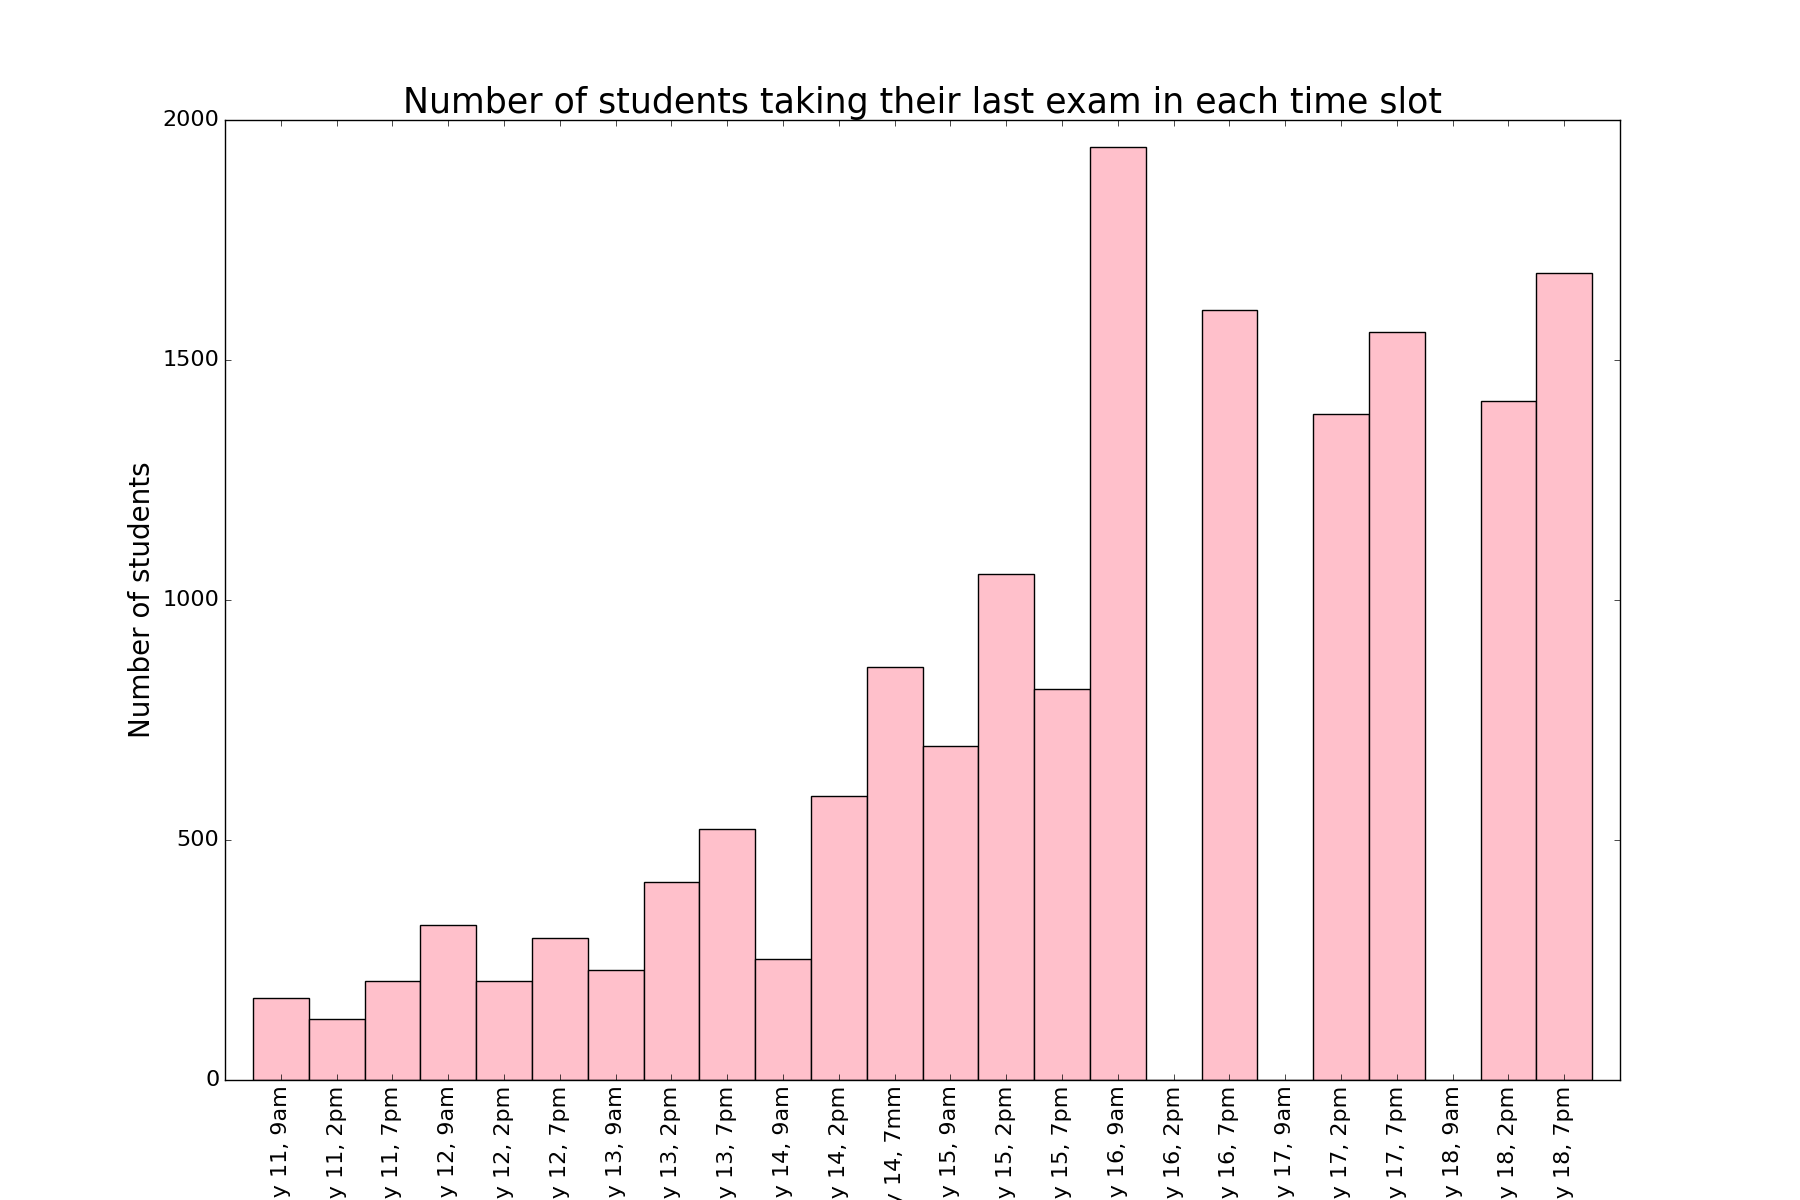 Number of students taking their last exam in each time slot
Number of students
2000
1500
1000
500
0
y 11, 9am
y 11, 2pm
y 11, 7pm
y 12, 9am
y 12, 2pm
y 12, 7pm
y 13, 9am
y 13, 2pm
y 13, 7pm
y 14, 9am
y 14, 2pm
y 14, 7mm
y 15, 9am
y 15, 2pm
y 15, 7pm
y 16, 9am
y 16, 2pm
y 16, 7pm
y 17, 9am
y 17, 2pm
y 17, 7pm
y 18, 9am
y 18, 2pm
y 18, 7pm